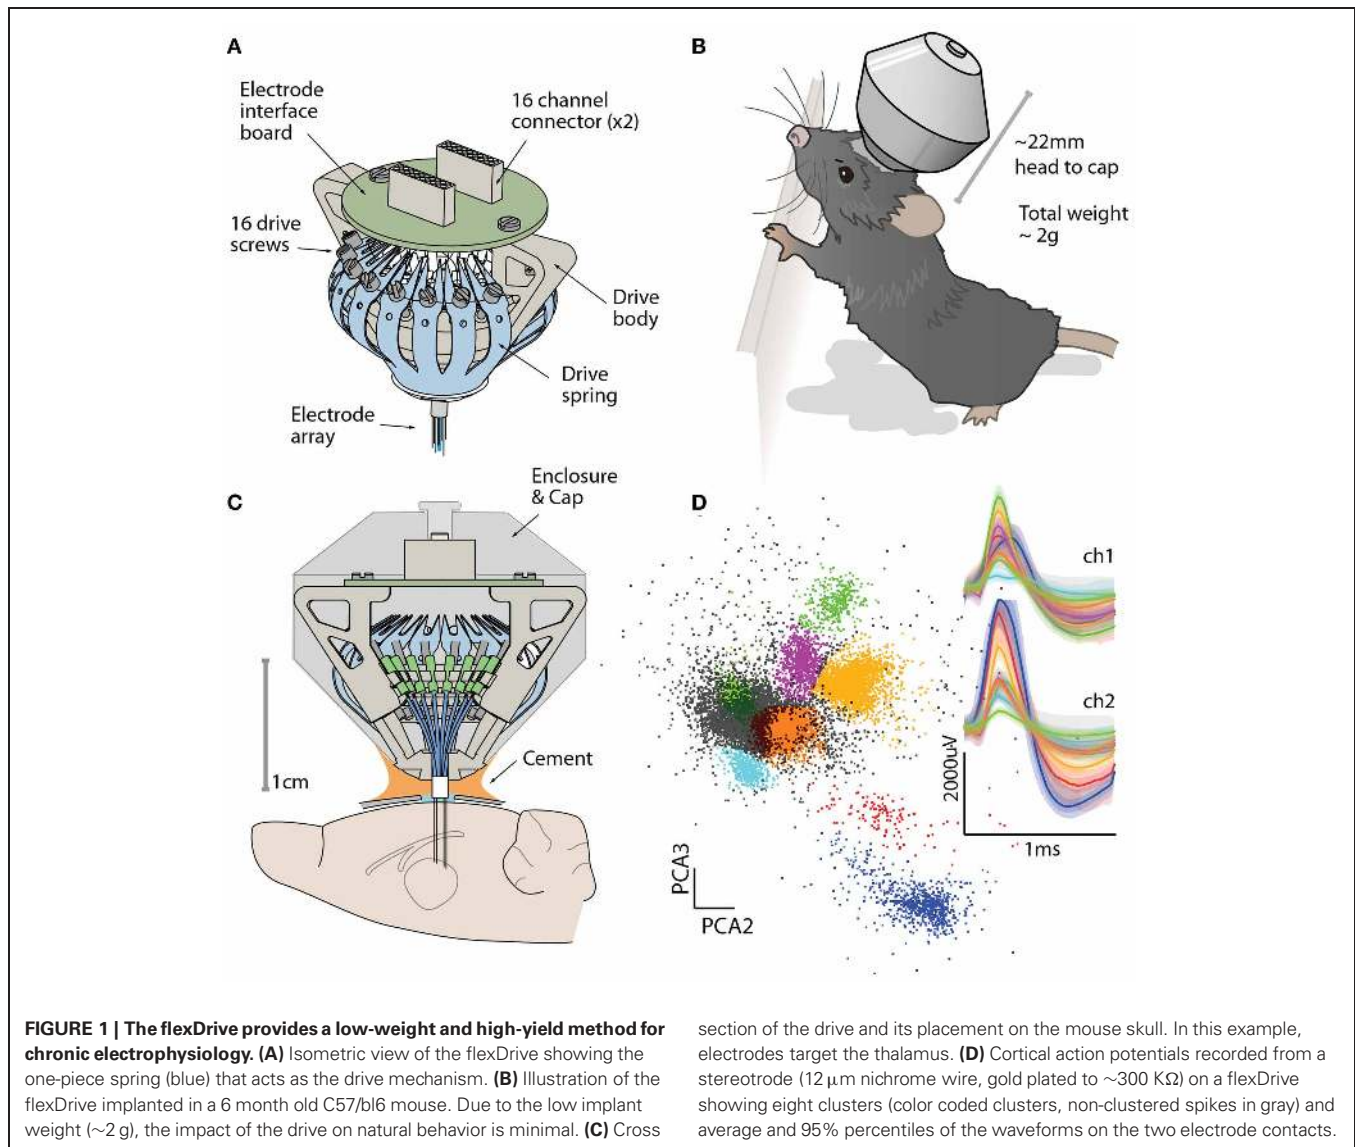 A
Electrode
interface
board
16 channel
connector (x2)
16 drive
screws
Drive
body
Drive
spring
Electrode
array
B
~22mm
head to cap
Total weight
~ 2g
C
Enclosure
& Cap
Cement
1cm
D
ch1
ch2
2000uV
1ms
PCA3
PCA2
FIGURE 1 | The flexDrive provides a low-weight and high-yield method for
chronic electrophysiology. (A) Isometric view of the flexDrive showing the
one-piece spring (blue) that acts as the drive mechanism. (B) Illustration of the
flexDrive implanted in a 6 month old C57/bl6 mouse. Due to the low implant
weight (∼2 g), the impact of the drive on natural behavior is minimal. (C) Cross
section of the drive and its placement on the mouse skull. In this example,
electrodes target the thalamus. (D) Cortical action potentials recorded from a
stereotrode (12 μm nichrome wire, gold plated to ∼300 KΩ) on a flexDrive
showing eight clusters (color coded clusters, non-clustered spikes in gray) and
average and 95% percentiles of the waveforms on the two electrode contacts.